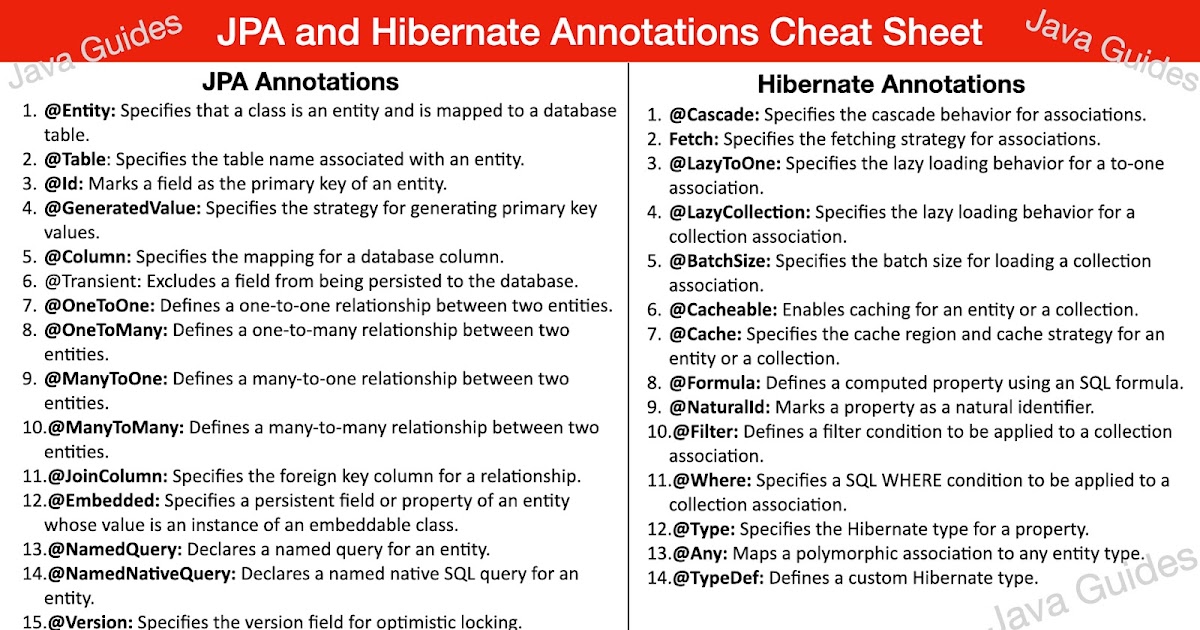 JPA and Hibernate Annotations Cheat Sheet
Java Guides
Java Guides
JPA Annotations
1. @Entity: Specifies that a class is an entity and is mapped to a database
table.
2. @Table: Specifies the table name associated with an entity.
3. @Id: Marks a field as the primary key of an entity.
4. @GeneratedValue: Specifies the strategy for generating primary key
values.
5. @Column: Specifies the mapping for a database column.
6. @Transient: Excludes a field from being persisted to the database.
7. @OneToOne: Defines a one-to-one relationship between two entities.
8. @OneToMany: Defines a one-to-many relationship between two
entities.
9. @ManyToOne: Defines a many-to-one relationship between two
entities.
10.@ManyToMany: Defines a many-to-many relationship between two
entities.
11.@JoinColumn: Specifies the foreign key column for a relationship.
12.@Embedded: Specifies a persistent field or property of an entity
whose value is an instance of an embeddable class.
13.@NamedQuery: Declares a named query for an entity.
14.@NamedNativeQuery: Declares a named native SQL query for an
entity.
15.@Version: Specifies the version field for optimistic locking.
Hibernate Annotations
1. @Cascade: Specifies the cascade behavior for associations.
2. Fetch: Specifies the fetching strategy for associations.
3. @LazyToOne: Specifies the lazy loading behavior for a to-one
association.
4. @LazyCollection: Specifies the lazy loading behavior for a
collection association.
5. @BatchSize: Specifies the batch size for loading a collection
association.
6. @Cacheable: Enables caching for an entity or a collection.
7. @Cache: Specifies the cache region and cache strategy for an
entity or a collection.
8. @Formula: Defines a computed property using an SQL formula.
9. @NaturalId: Marks a property as a natural identifier.
10.@Filter: Defines a filter condition to be applied to a collection
association.
11.@Where: Specifies a SQL WHERE condition to be applied to a
collection association.
12.@Type: Specifies the Hibernate type for a property.
13.@Any: Maps a polymorphic association to any entity type.
14.@TypeDef: Defines a custom Hibernate type.
Java Guides